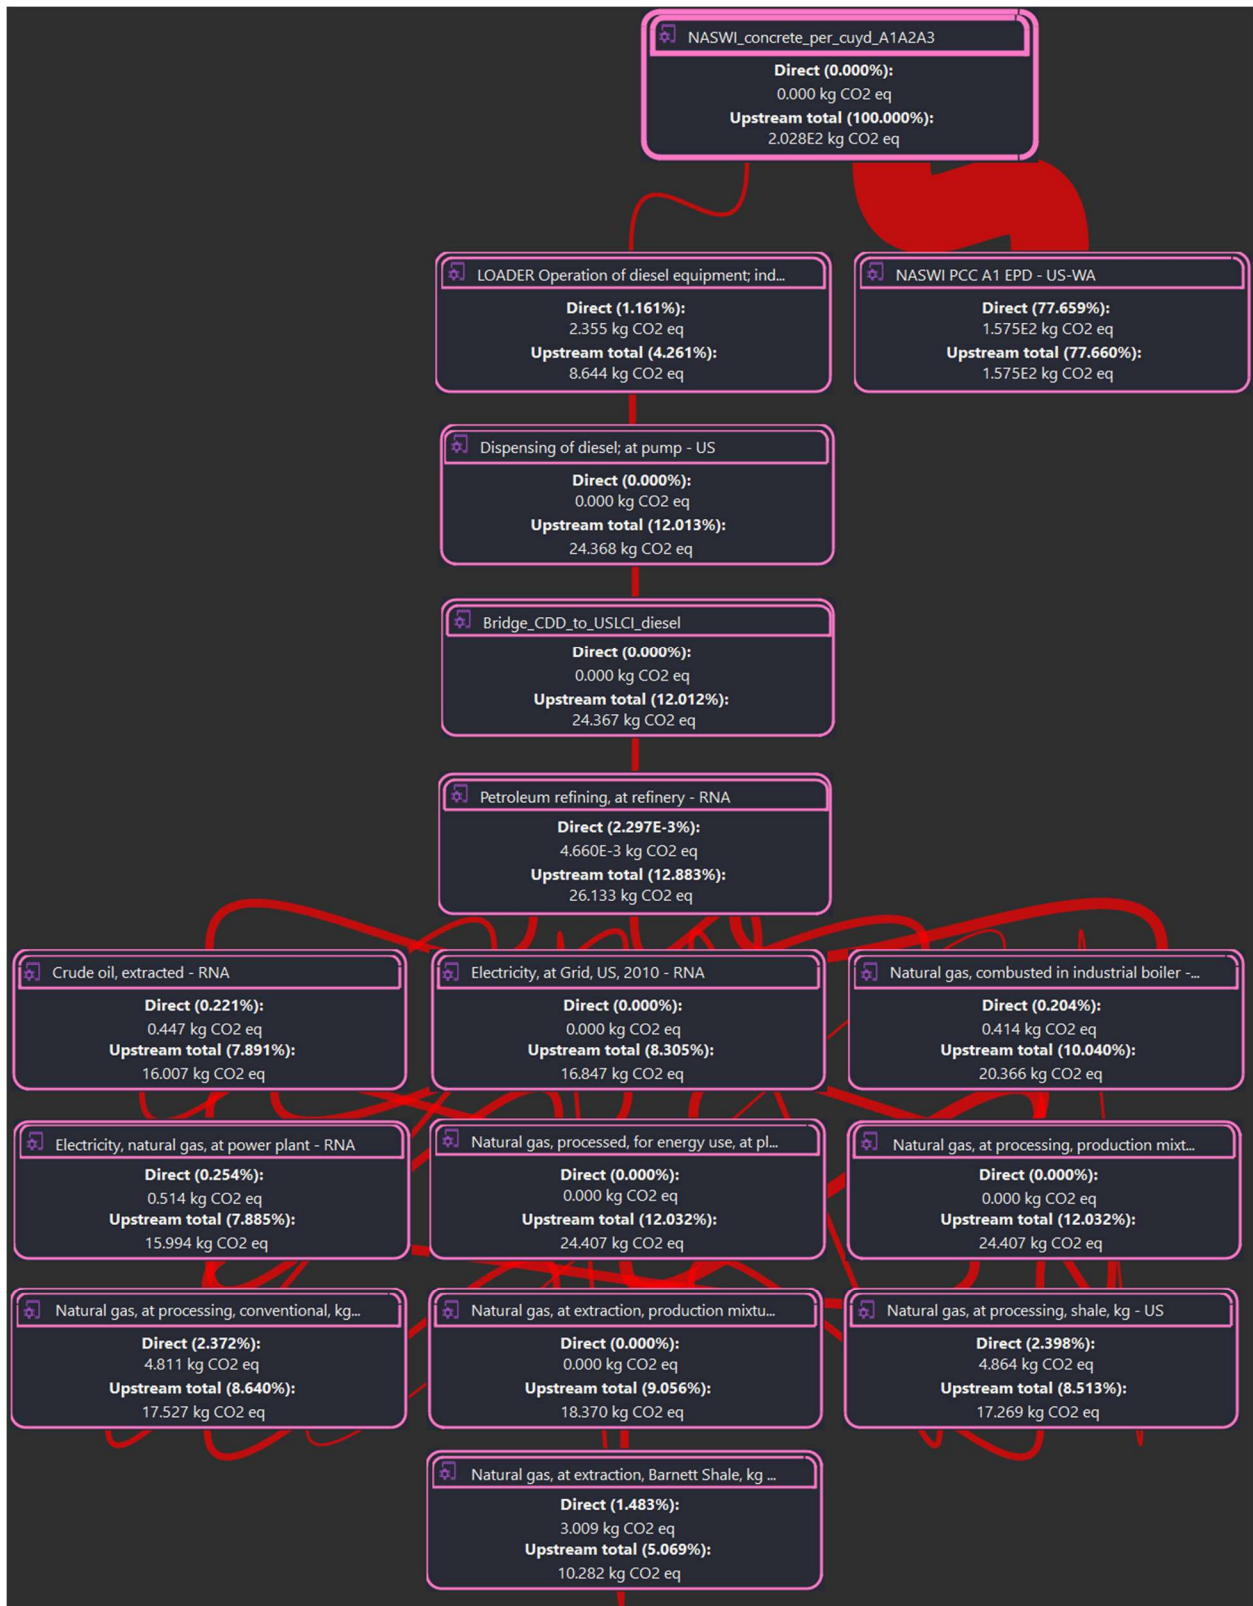 NASWI_concrete_per_cuyd_A1A2A3
Direct (0.000%):
0.000 kg CO2 eq
Upstream total (100.000%):
2.028E2 kg CO2 eq
LOADER Operation of diesel equipment; ind...
Direct (1.161%):
2.355 kg CO2 eq
Upstream total (4.261%):
8.644 kg CO2 eq
NASWI PCC A1 EPD - US-WA
Direct (77.659%):
1.575E2 kg CO2 eq
Upstream total (77.660%):
1.575E2 kg CO2 eq
Dispensing of diesel; at pump - US
Direct (0.000%):
0.000 kg CO2 eq
Upstream total (12.013%):
24.368 kg CO2 eq
Bridge_CDD_to_USLCI_diesel
Direct (0.000%):
0.000 kg CO2 eq
Upstream total (12.012%):
24.367 kg CO2 eq
Petroleum refining, at refinery - RNA
Direct (2.297E-3%):
4.660E-3 kg CO2 eq
Upstream total (12.883%):
26.133 kg CO2 eq
Crude oil, extracted - RNA
Direct (0.221%):
0.447 kg CO2 eq
Upstream total (7.891%):
16.007 kg CO2 eq
Electricity, at Grid, US, 2010 - RNA
Direct (0.000%):
0.000 kg CO2 eq
Upstream total (8.305%):
16.847 kg CO2 eq
Natural gas, combusted in industrial boiler -...
Direct (0.204%):
0.414 kg CO2 eq
Upstream total (10.040%):
20.366 kg CO2 eq
Electricity, natural gas, at power plant - RNA
Direct (0.254%):
0.514 kg CO2 eq
Upstream total (7.885%):
15.994 kg CO2 eq
Natural gas, processed, for energy use, at pl...
Direct (0.000%):
0.000 kg CO2 eq
Upstream total (12.032%):
24.407 kg CO2 eq
Natural gas, at processing, production mixt...
Direct (0.000%):
0.000 kg CO2 eq
Upstream total (12.032%):
24.407 kg CO2 eq
Natural gas, at processing, conventional, kg...
Direct (2.372%):
4.811 kg CO2 eq
Upstream total (8.640%):
17.527 kg CO2 eq
Natural gas, at extraction, production mixtu...
Direct (0.000%):
0.000 kg CO2 eq
Upstream total (9.056%):
18.370 kg CO2 eq
Natural gas, at processing, shale, kg - US
Direct (2.398%):
4.864 kg CO2 eq
Upstream total (8.513%):
17.269 kg CO2 eq
Natural gas, at extraction, Barnett Shale, kg ...
Direct (1.483%):
3.009 kg CO2 eq
Upstream total (5.069%):
10.282 kg CO2 eq